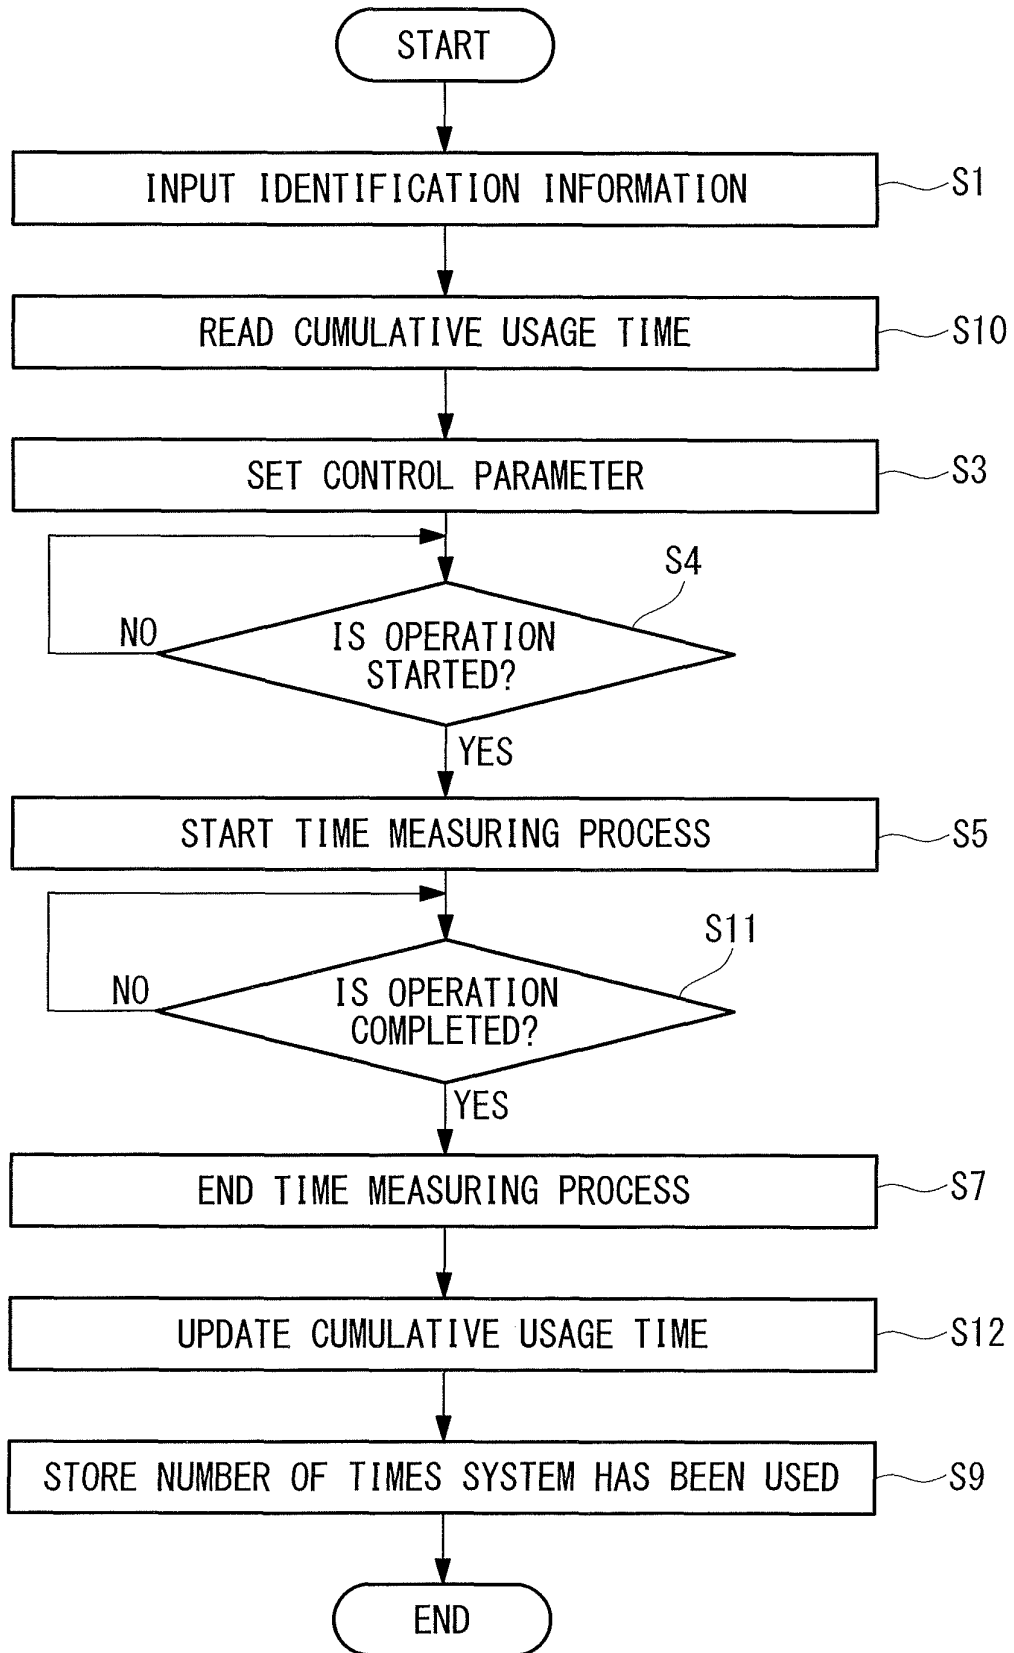 START
INPUT IDENTIFICATION INFORMATION
S1
READ CUMULATIVE USAGE TIME
S10
SET CONTROL PARAMETER
S3
S4
NO
IS OPERATION
STARTED?
YES
START TIME MEASURING PROCESS
S5
S11
NO
IS OPERATION
COMPLETED?
YES
END TIME MEASURING PROCESS
S7
UPDATE CUMULATIVE USAGE TIME
S12
STORE NUMBER OF TIMES SYSTEM HAS BEEN USED
S9
END